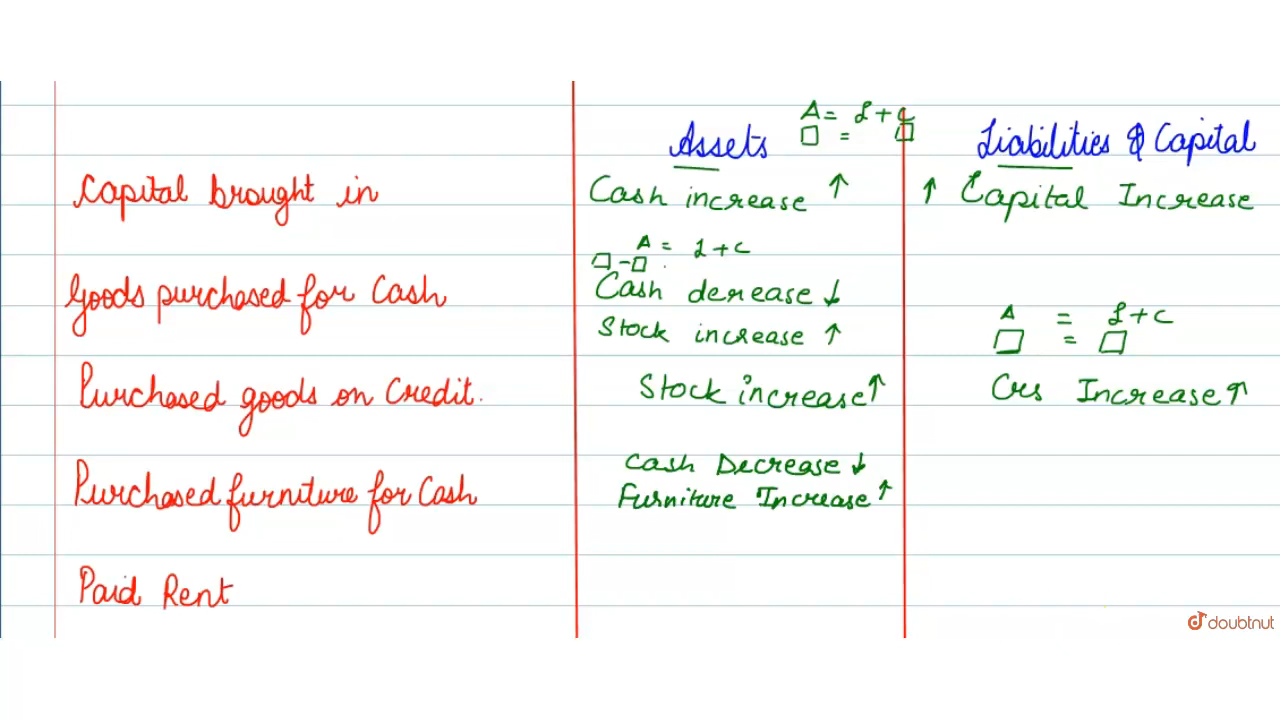 A = L + C
□ = □
Assets
Liabilities & Capital
Capital brought in
Cash increase ↑
↑ Capital Increase
A = L + C
□ - □
Goods purchased for Cash
Cash derease ↓
Stock increase ↑
A = L + C
□ = □
Purchased goods on Credit.
Stock increase ↑
Crs Increase ↑
Purchased furniture for Cash
Cash Decrease ↓
Furniture Increase ↑
Paid Rent
doubtnut